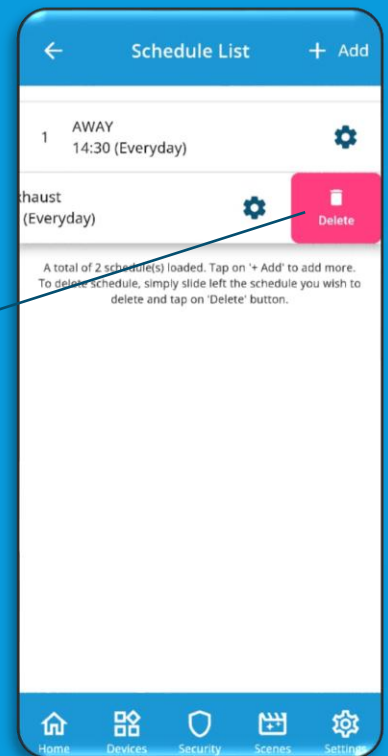 Schedule List + Add
1 AWAY
14:30 (Everyday)
haust
(Everyday)
Delete
A total of 2 schedule(s) loaded. Tap on '+ Add' to add more.
To delete schedule, simply slide left the schedule you wish to
delete and tap on 'Delete' button.
Home Devices Security Scenes Settings